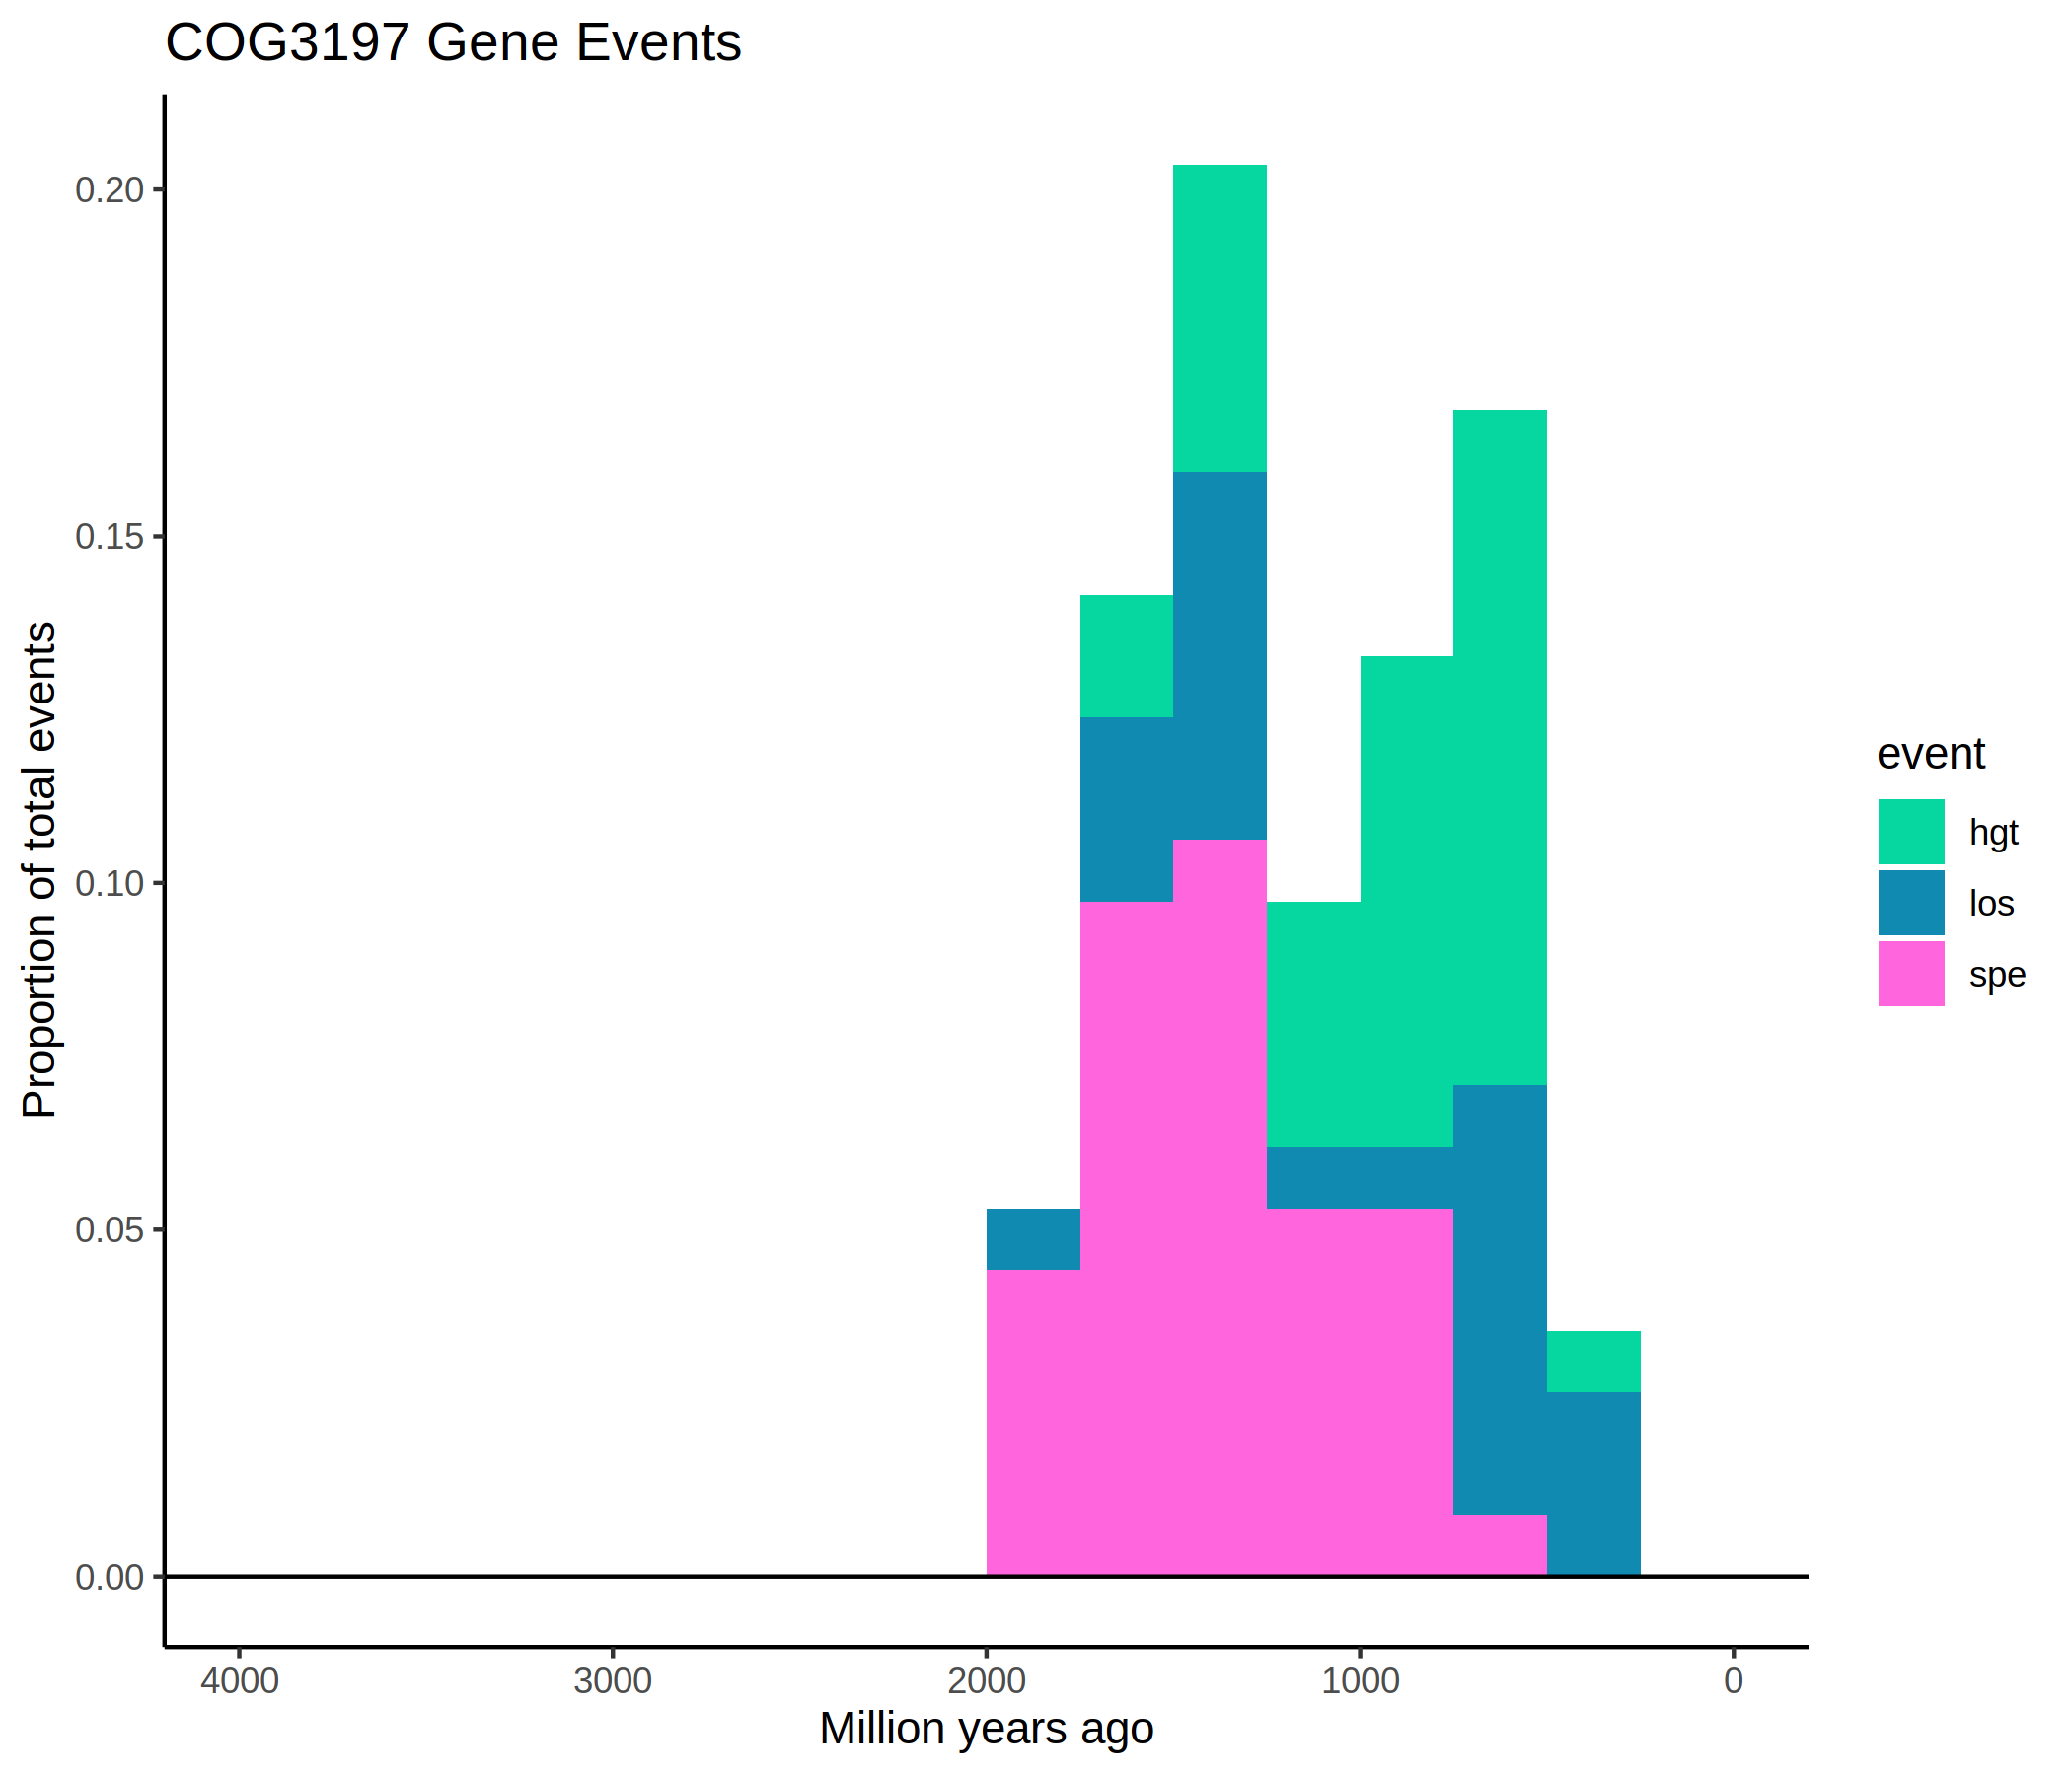 COG3197 Gene Events
Proportion of total events
0.20
0.15
0.10
0.05
0.00
4000 3000 2000 1000 0
Million years ago
event
hgt
los
spe